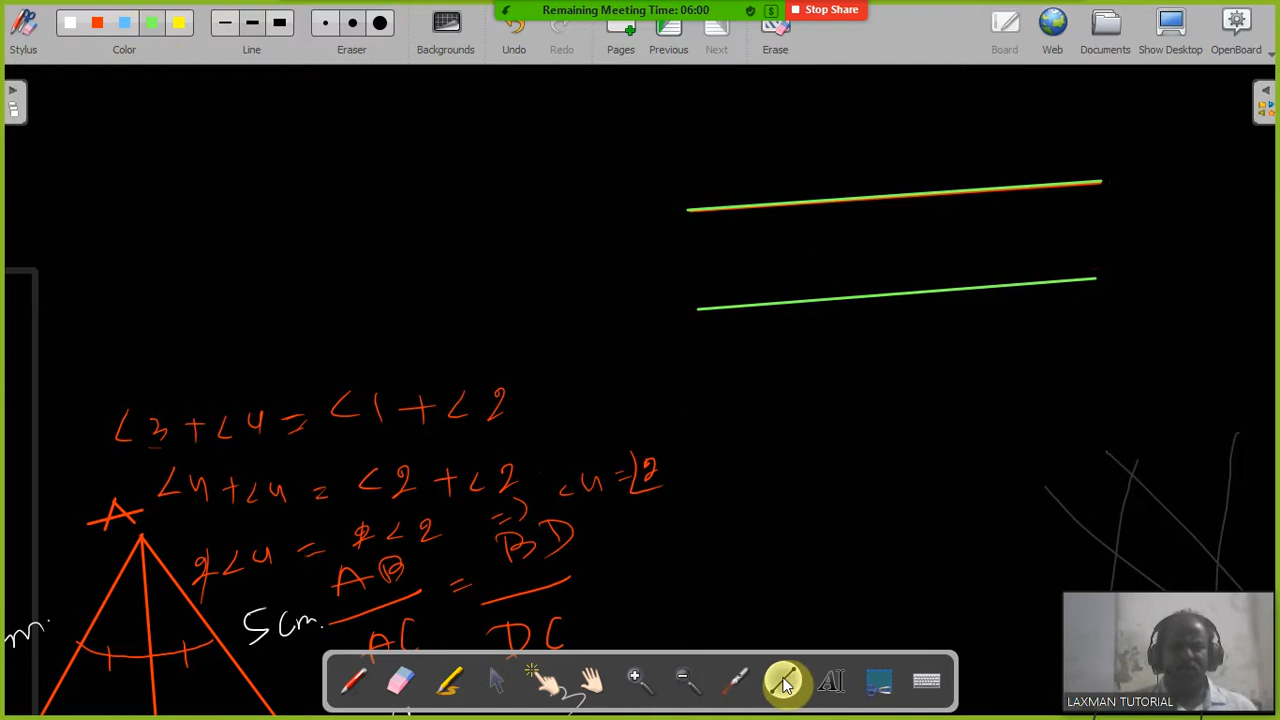 Remaining Meeting Time: 06:00
Stop Share
Stylus
Color
Line
Eraser
Backgrounds
Undo
Redo
Pages
Previous
Next
Erase
Board
Web
Documents
Show Desktop
OpenBoard
∠3+∠4=∠1+∠2
∠4+∠4=∠2+∠2 ⇒ ∠4=∠2
2∠4=2∠2
AB/AC = BD/DC
A
5cm.
m.
AI
LAXMAN TUTORIAL